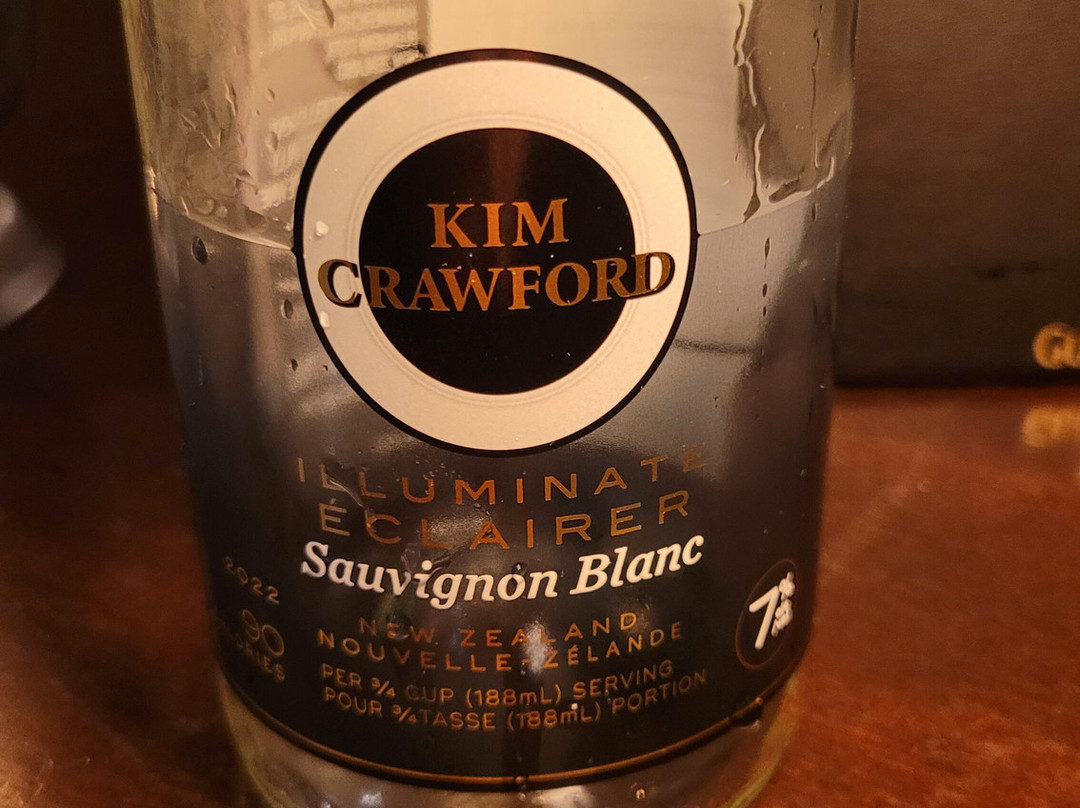 KIM
CRAWFORD
ILLUMINATE
ÉCLAIRER
Sauvignon Blanc
2022
90
7%
NEW ZEALAND
NOUVELLE-ZÉLANDE
PER ¾ CUP (188mL) SERVING
POUR ¾ TASSE (188mL) PORTION